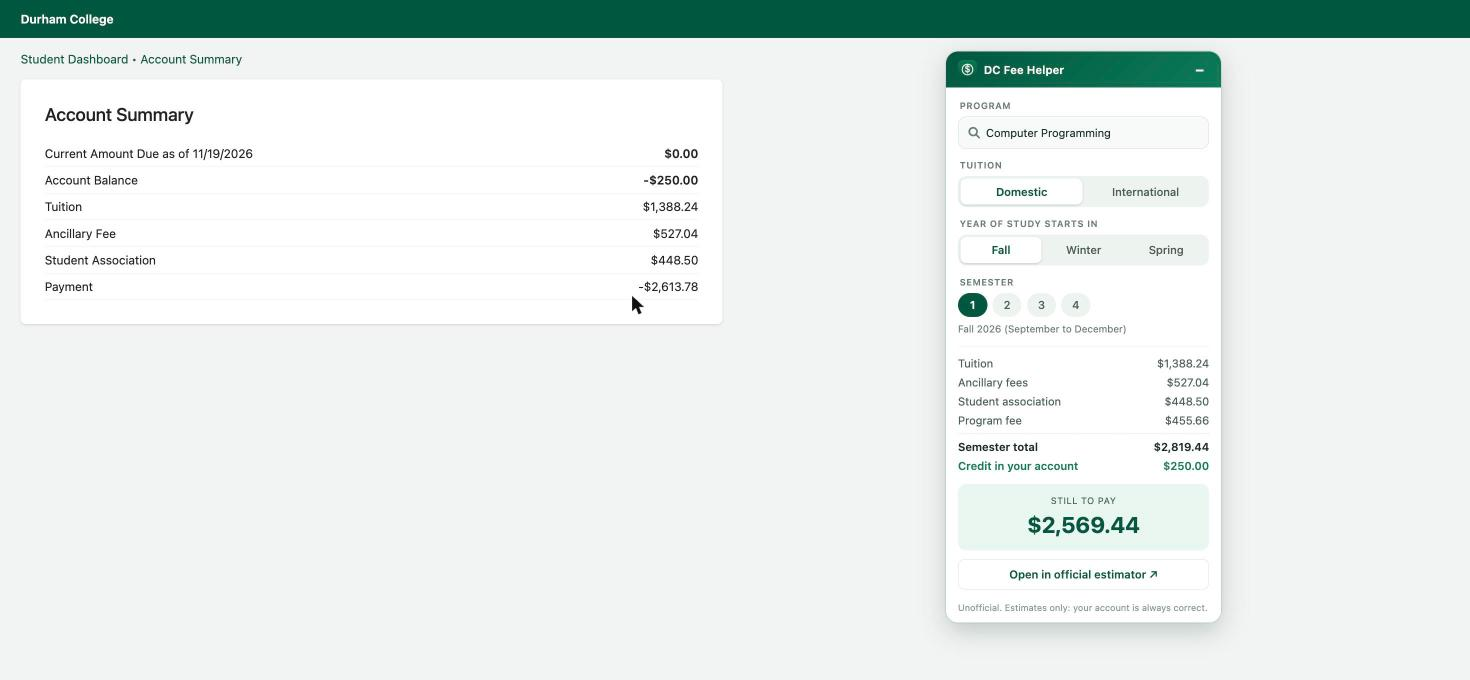 Durham College
Student Dashboard • Account Summary
Account Summary
Current Amount Due as of 11/19/2026 $0.00
Account Balance -$250.00
Tuition $1,388.24
Ancillary Fee $527.04
Student Association $448.50
Payment -$2,613.78
DC Fee Helper
PROGRAM
Computer Programming
TUITION
Domestic International
YEAR OF STUDY STARTS IN
Fall Winter Spring
SEMESTER
1 2 3 4
Fall 2026 (September to December)
Tuition $1,388.24
Ancillary fees $527.04
Student association $448.50
Program fee $455.66
Semester total $2,819.44
Credit in your account $250.00
STILL TO PAY
$2,569.44
Open in official estimator ↗
Unofficial. Estimates only: your account is always correct.